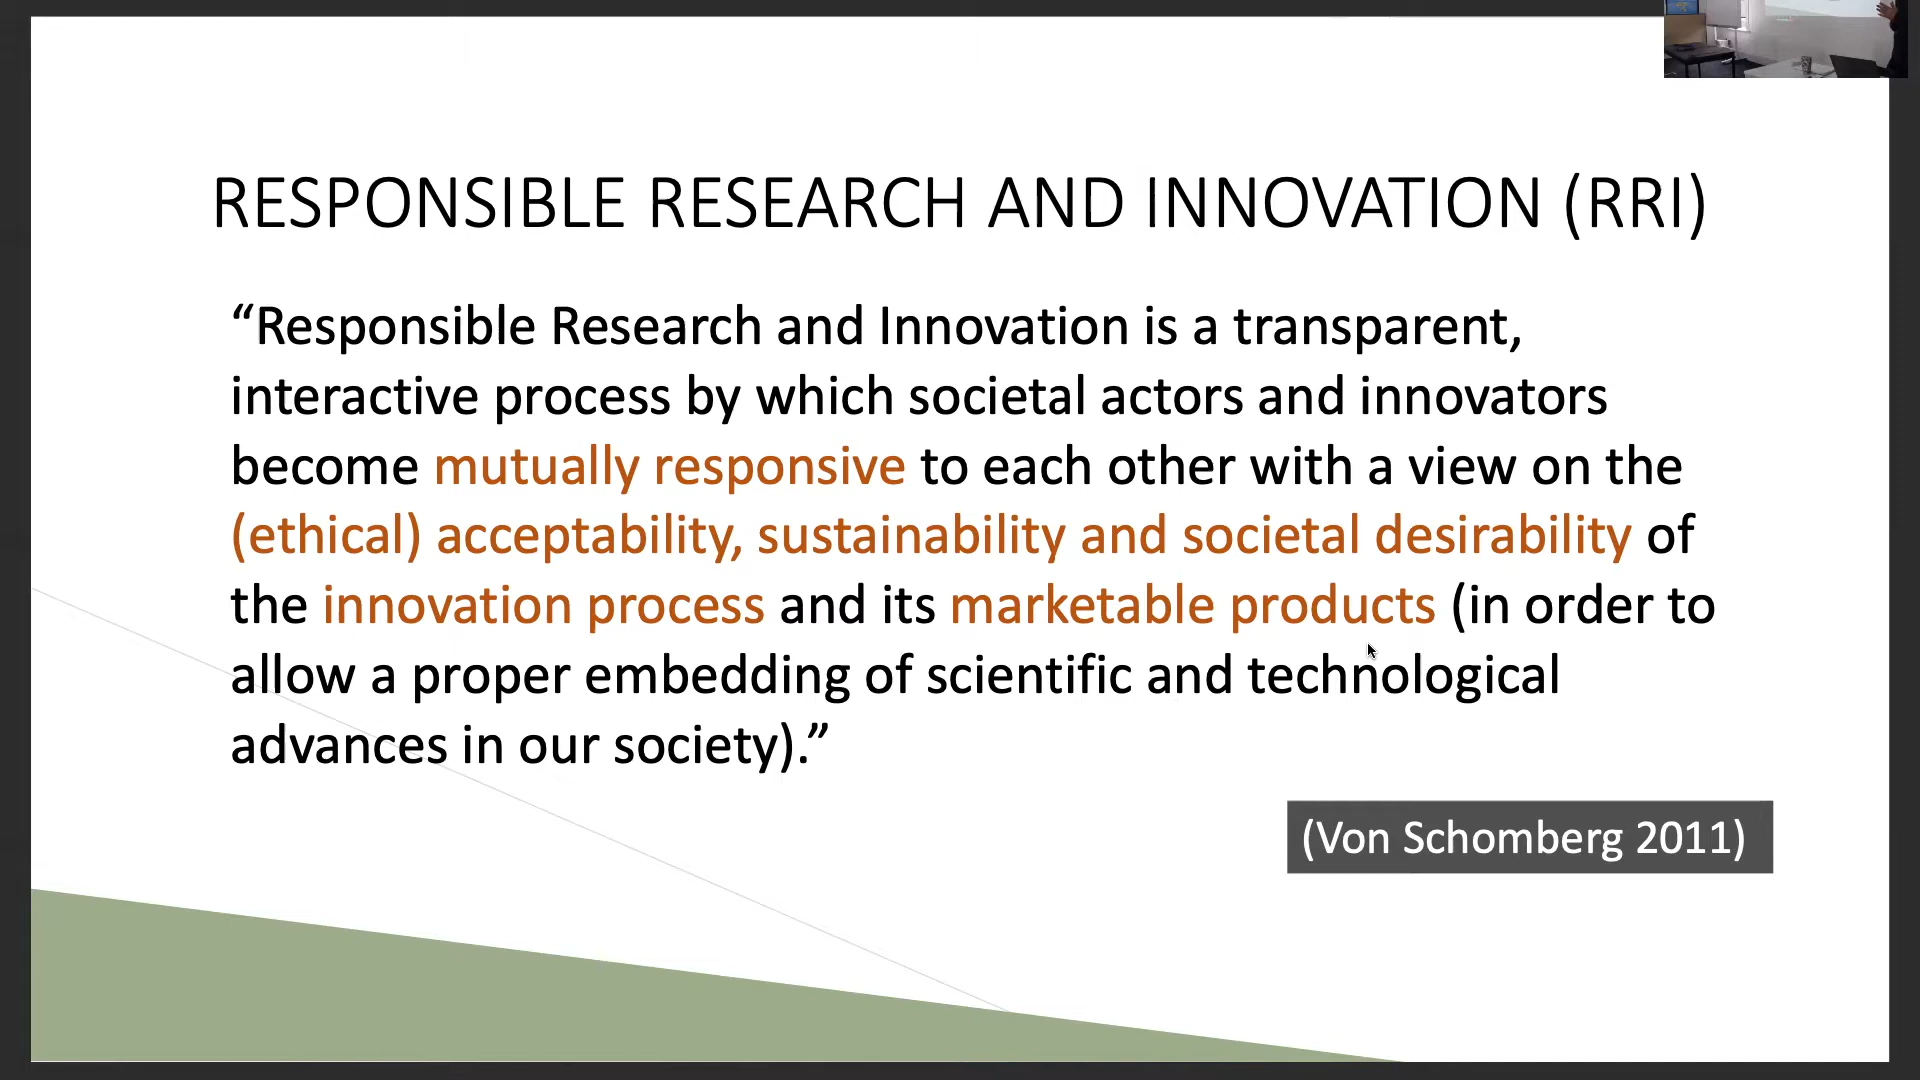 RESPONSIBLE RESEARCH AND INNOVATION (RRI)
“Responsible Research and Innovation is a transparent,
interactive process by which societal actors and innovators
become mutually responsive to each other with a view on the
(ethical) acceptability, sustainability and societal desirability of
the innovation process and its marketable products (in order to
allow a proper embedding of scientific and technological
advances in our society).”
(Von Schomberg 2011)